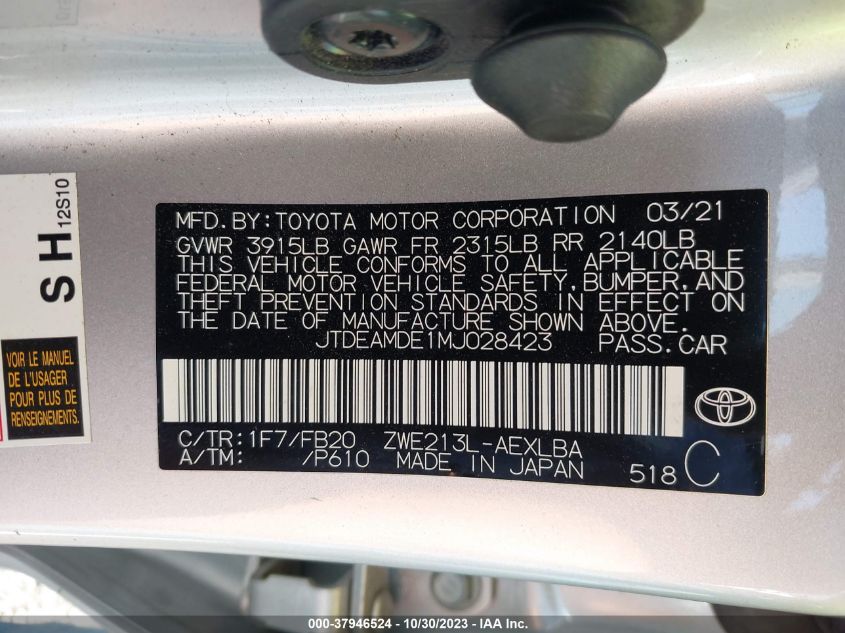 S H
12S10
VOIR LE MANUEL
DE L'USAGER
POUR PLUS DE
RENSEIGNEMENTS.
MFD. BY: TOYOTA MOTOR CORPORATION 03/21
GVWR 3915LB GAWR FR 2315LB RR 2140LB
THIS VEHICLE CONFORMS TO ALL APPLICABLE
FEDERAL MOTOR VEHICLE SAFETY, BUMPER, AND
THEFT PREVENTION STANDARDS IN EFFECT ON
THE DATE OF MANUFACTURE SHOWN ABOVE.
JTDEAMDE1MJ028423 PASS. CAR
C/TR: 1F7/FB20 ZWE213L-AEXLBA
A/TM: /P610 MADE IN JAPAN 518 C
000-37946524 | 10/30/2023 | IAA Inc.